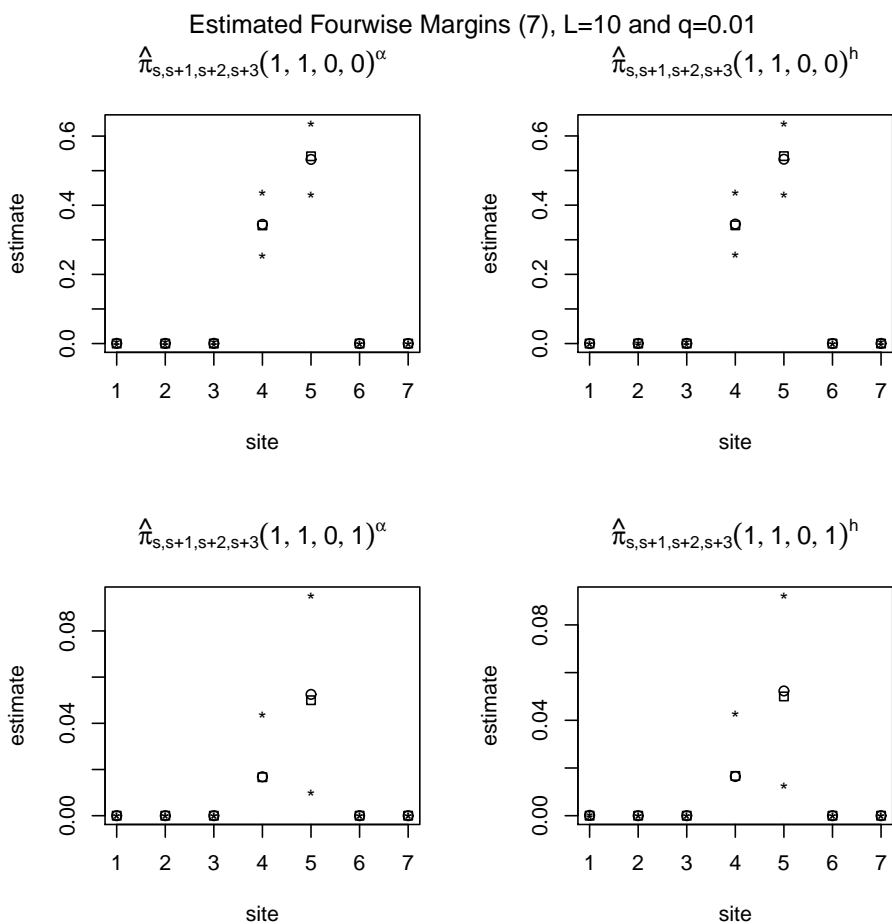 Estimated Fourwise Margins (7), L=10 and q=0.01
π̂s,s+1,s+2,s+3(1, 1, 0, 0)^α
π̂s,s+1,s+2,s+3(1, 1, 0, 0)^h
0.6
0.4
0.2
0.0
estimate
1 2 3 4 5 6 7
site
0.6
0.4
0.2
0.0
estimate
1 2 3 4 5 6 7
site
π̂s,s+1,s+2,s+3(1, 1, 0, 1)^α
π̂s,s+1,s+2,s+3(1, 1, 0, 1)^h
0.08
0.04
0.00
estimate
1 2 3 4 5 6 7
site
0.08
0.04
0.00
estimate
1 2 3 4 5 6 7
site